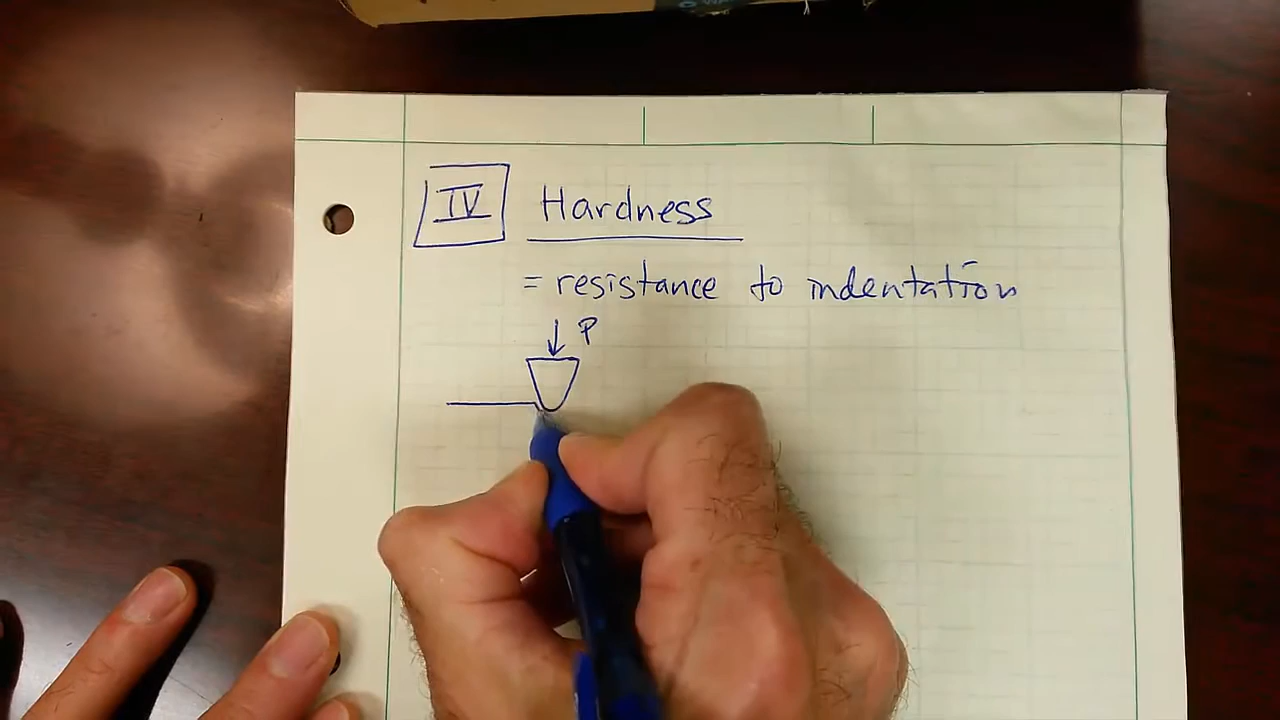 IV Hardness
= resistance to indentation
P